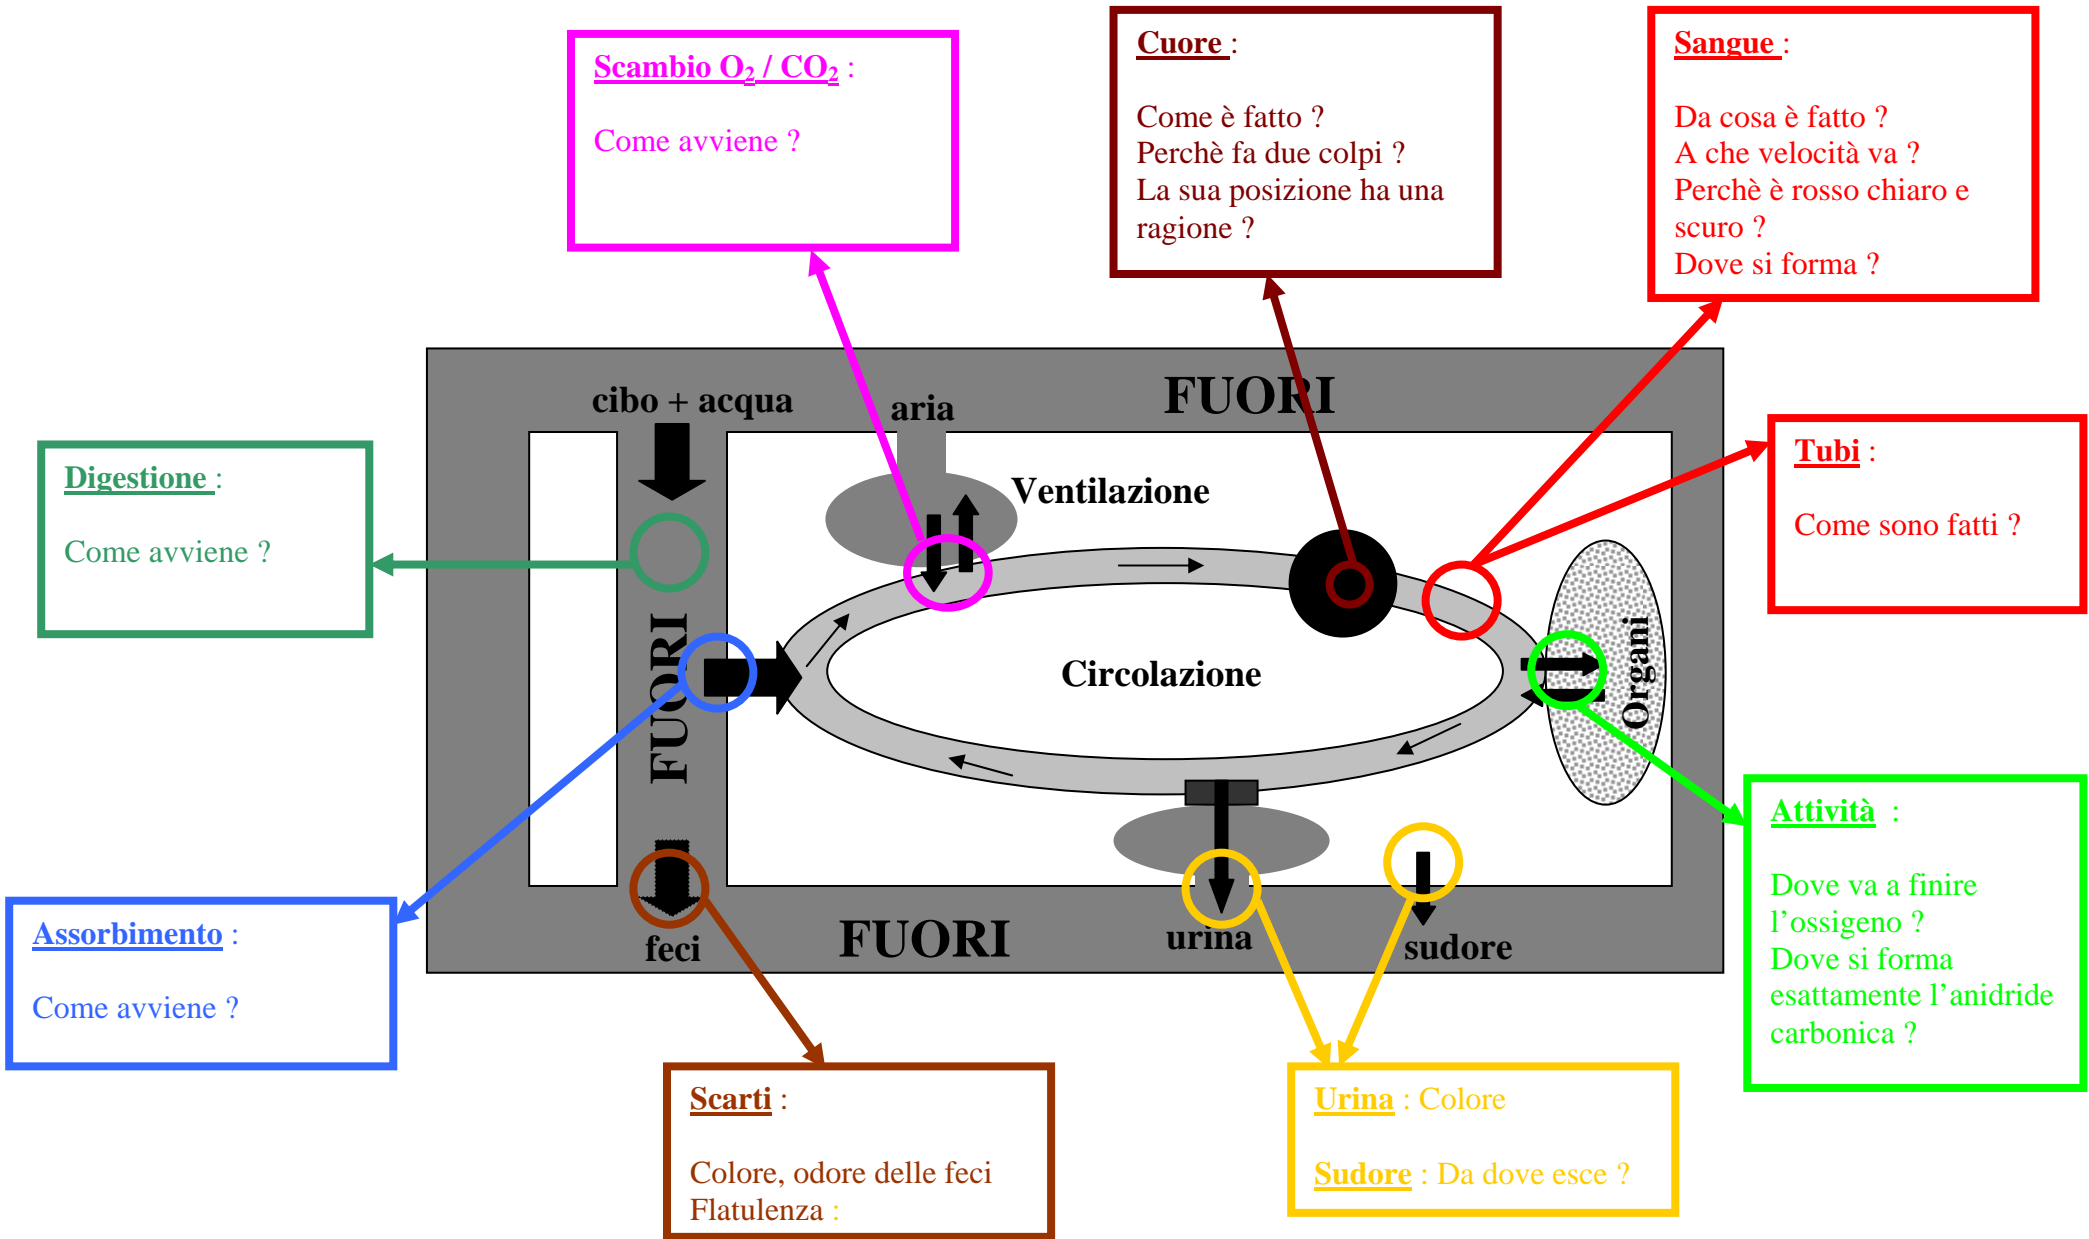 Scambio O₂ / CO₂ :
Come avviene ?
Cuore :
Come è fatto ?
Perchè fa due colpi ?
La sua posizione ha una
ragione ?
Sangue :
Da cosa è fatto ?
A che velocità va ?
Perchè è rosso chiaro e
scuro ?
Dove si forma ?
cibo + acqua
aria
FUORI
Digestione :
Come avviene ?
Ventilazione
Tubi :
Come sono fatti ?
FUORI
Circolazione
Organi
Assorbimento :
Come avviene ?
feci
FUORI
urina
sudore
Attività :
Dove va a finire
l’ossigeno ?
Dove si forma
esattamente l’anidride
carbonica ?
Scarti :
Colore, odore delle feci
Flatulenza :
Urina : Colore
Sudore : Da dove esce ?